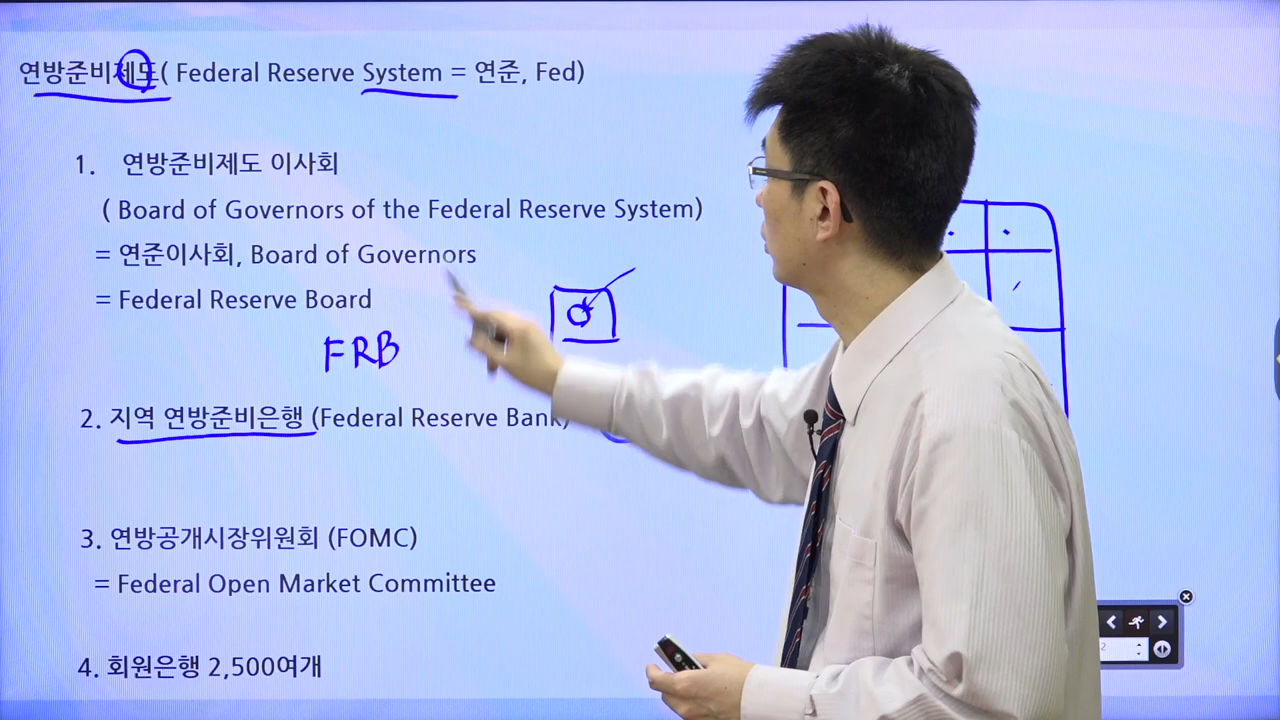 연방준비제도( Federal Reserve System = 연준, Fed)
1. 연방준비제도 이사회
( Board of Governors of the Federal Reserve System)
= 연준이사회, Board of Governors
= Federal Reserve Board
FRB
2. 지역 연방준비은행 (Federal Reserve Bank)
3. 연방공개시장위원회 (FOMC)
= Federal Open Market Committee
4. 회원은행 2,500여개
2